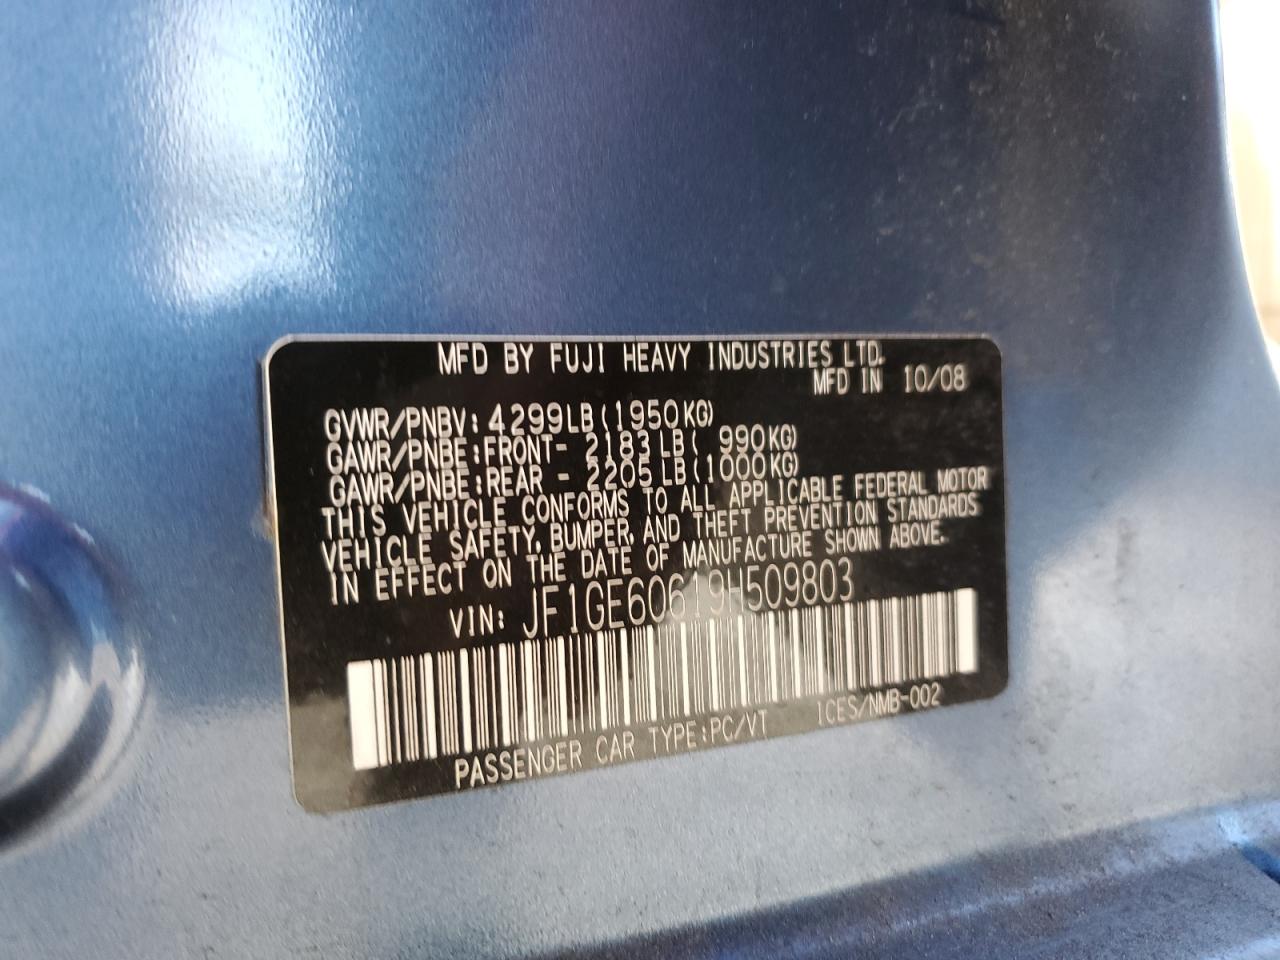 MFD BY FUJI HEAVY INDUSTRIES LTD.
MFD IN 10/08
GVWR/PNBV: 4299LB(1950KG)
GAWR/PNBE:FRONT- 2183LB( 990KG)
GAWR/PNBE:REAR - 2205LB(1000KG)
THIS VEHICLE CONFORMS TO ALL APPLICABLE FEDERAL MOTOR
VEHICLE SAFETY, BUMPER, AND THEFT PREVENTION STANDARDS
IN EFFECT ON THE DATE OF MANUFACTURE SHOWN ABOVE.
VIN: JF1GE60619H509803
PASSENGER CAR TYPE:PC/VT ICES/NMB-002